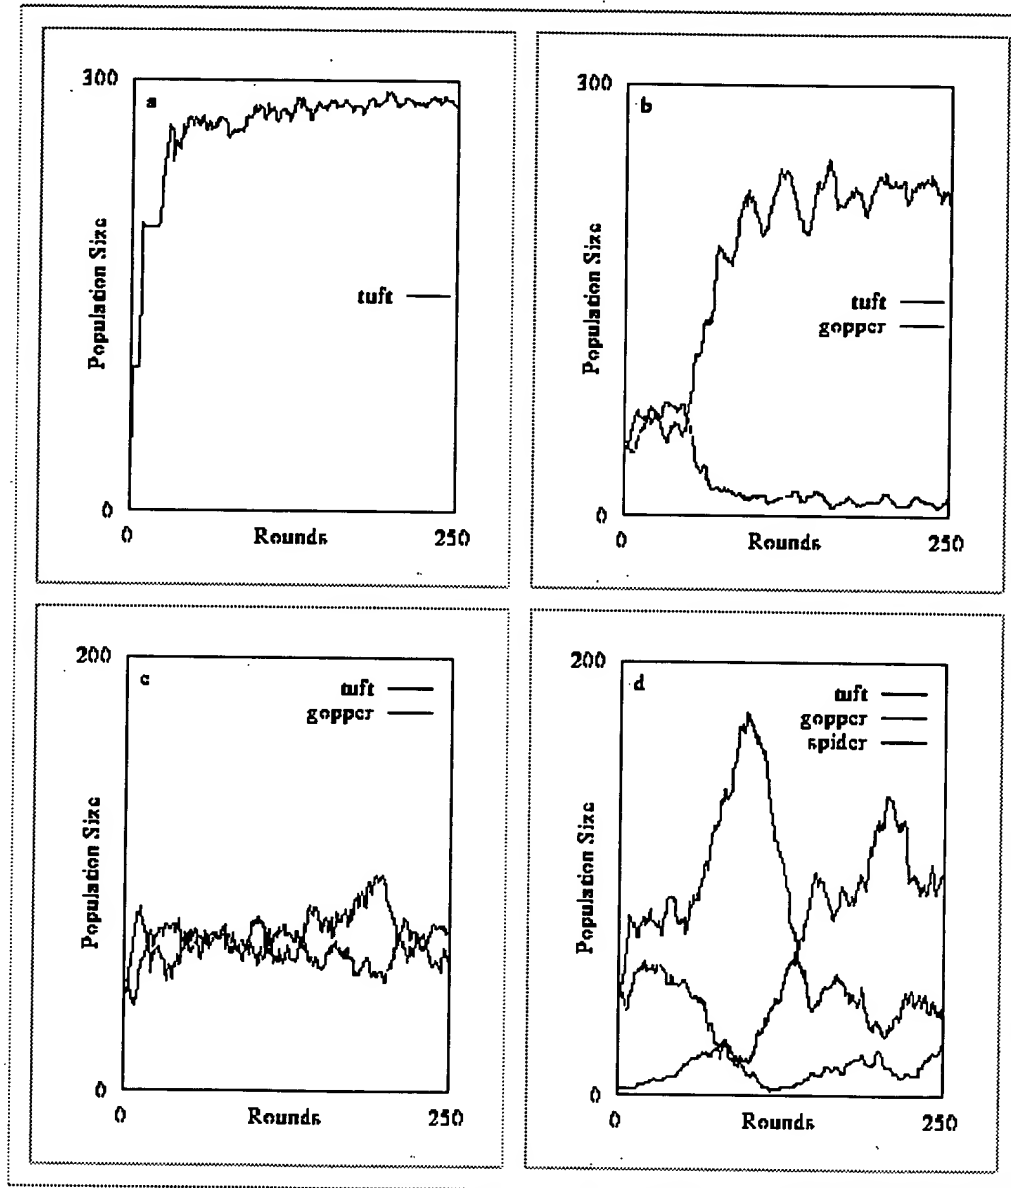 300
a
Population Size
tuft
0
0
Rounds
250
300
b
Population Size
tuft
gopper
0
0
Rounds
250
200
c
tuft
gopper
Population Size
0
0
Rounds
250
200
d
tuft
gopper
spider
Population Size
0
0
Rounds
250